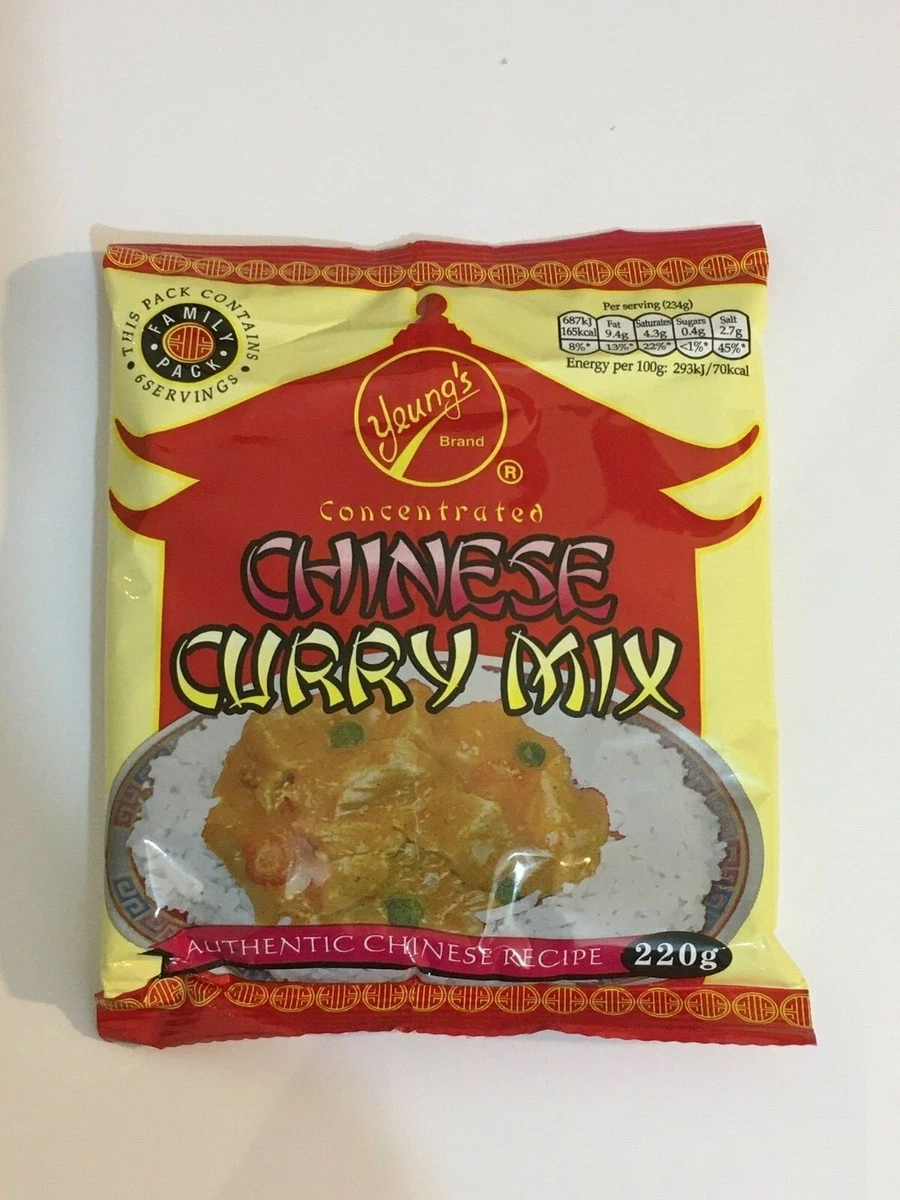 THIS PACK CONTAINS
6 SERVINGS
FAMILY
PACK
Per serving (234g)
687kJ 165kcal 8%*
Fat 9.4g 13%*
Saturates 4.3g 22%*
Sugars 0.4g <1%*
Salt 2.7g 45%*
Energy per 100g: 293kJ/70kcal
Yeung's
Brand
®
Concentrated
CHINESE
CURRY MIX
AUTHENTIC CHINESE RECIPE 220g